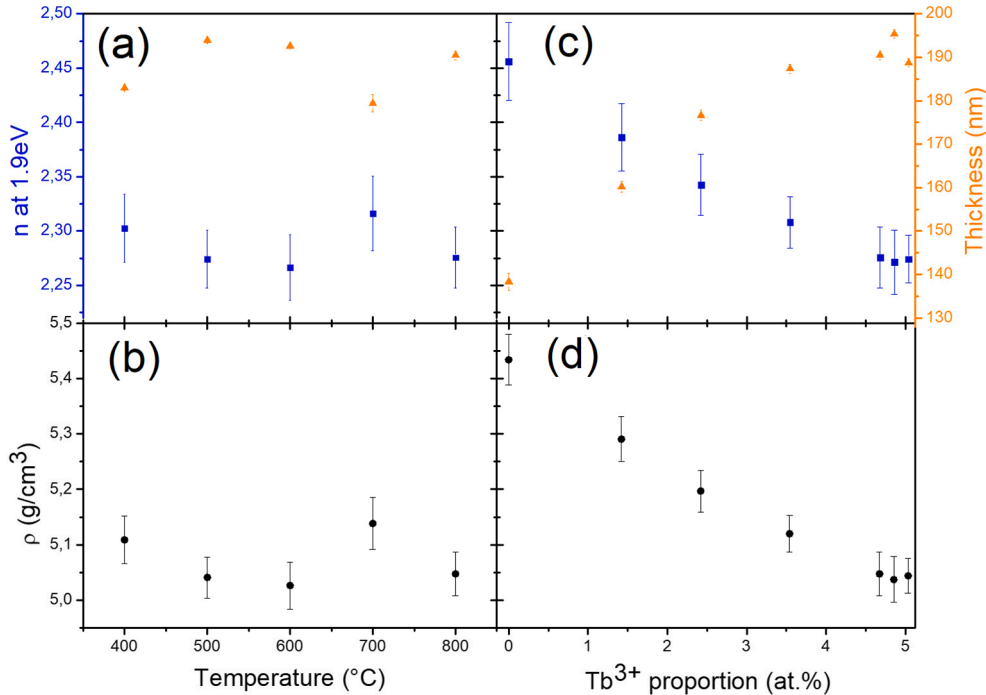 (a)
(c)
2,50
2,45
2,40
2,35
2,30
2,25
n at 1.9eV
200
190
180
170
160
150
140
130
Thickness (nm)
(b)
(d)
5,5
5,4
5,3
5,2
5,1
5,0
ρ (g/cm³)
400 500 600 700 800
Temperature (°C)
0 1 2 3 4 5
Tb³⁺ proportion (at.%)